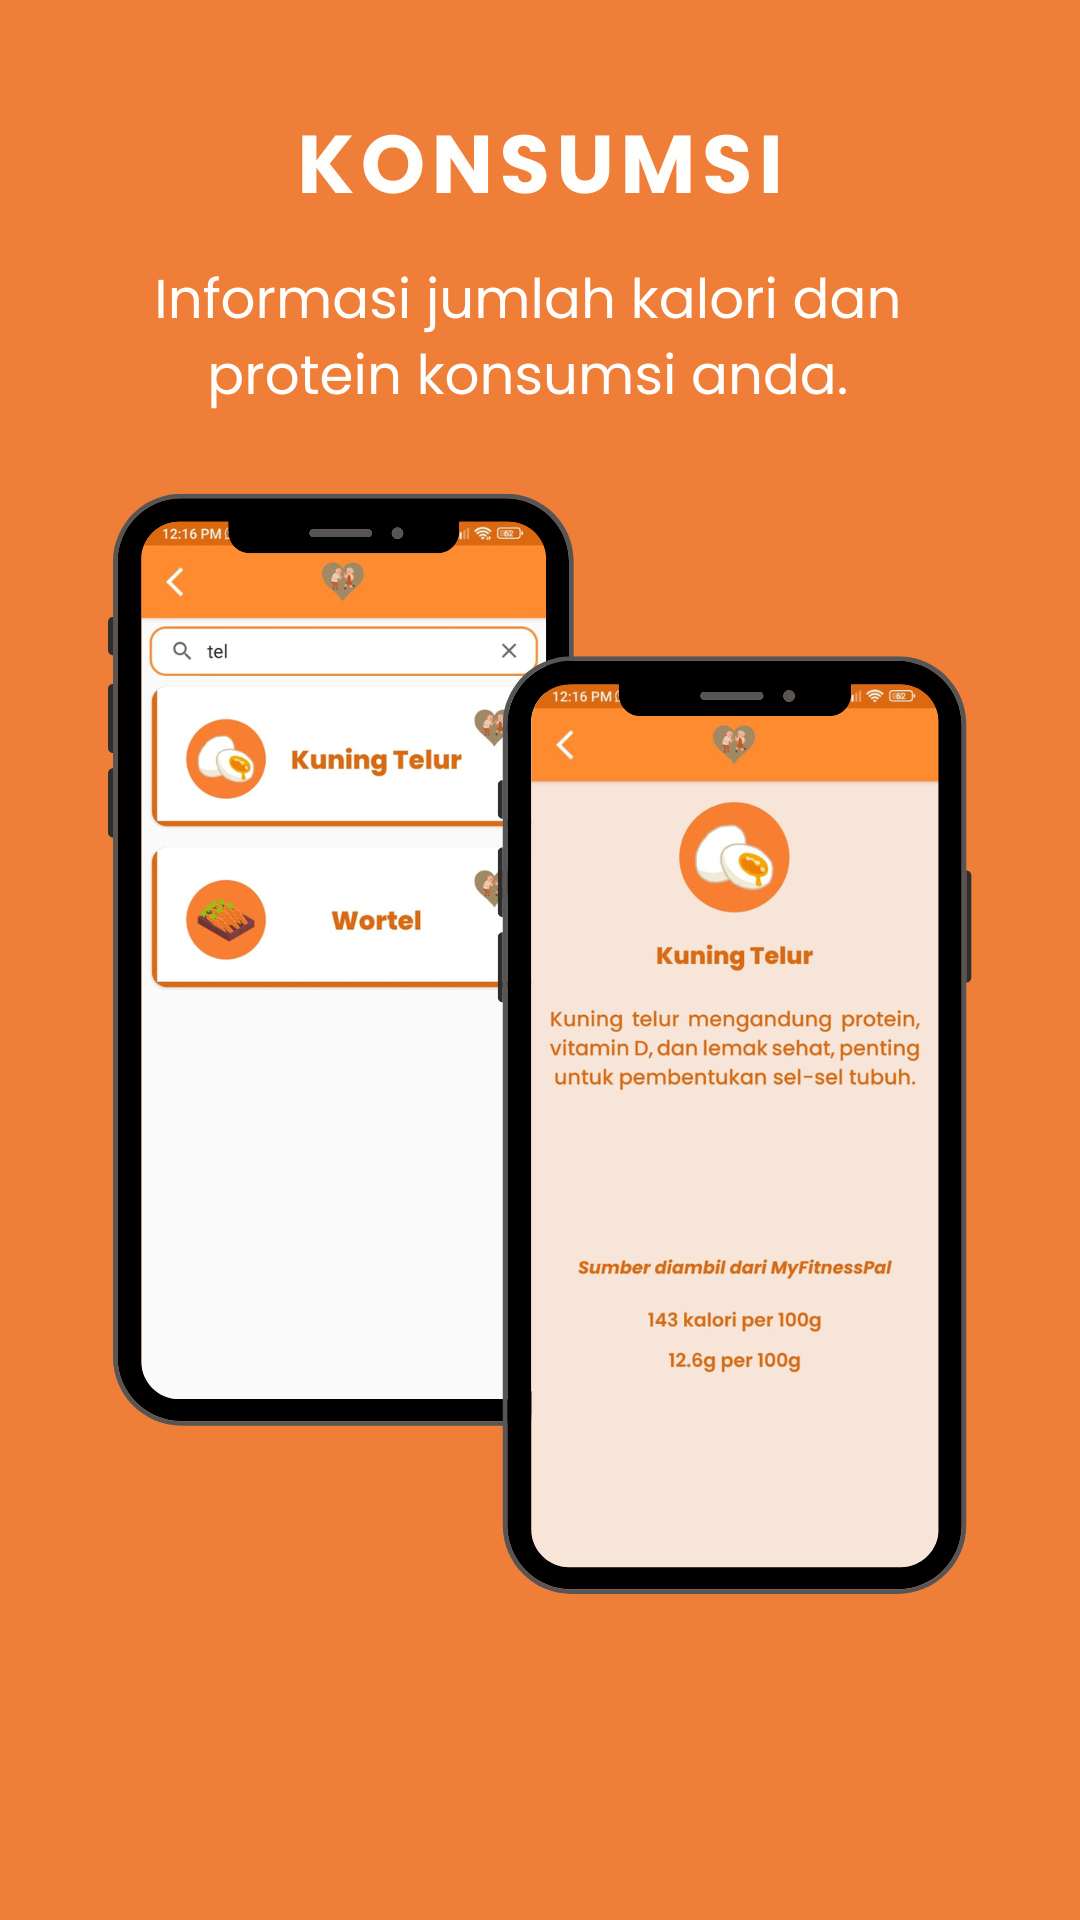 KONSUMSI
Informasi jumlah kalori dan
protein konsumsi anda.
12:16 PM
62
tel
Kuning Telur
Wortel
12:16 PM
62
Kuning Telur
Kuning telur mengandung protein,
vitamin D, dan lemak sehat, penting
untuk pembentukan sel-sel tubuh.
Sumber diambil dari MyFitnessPal
143 kalori per 100g
12.6g per 100g